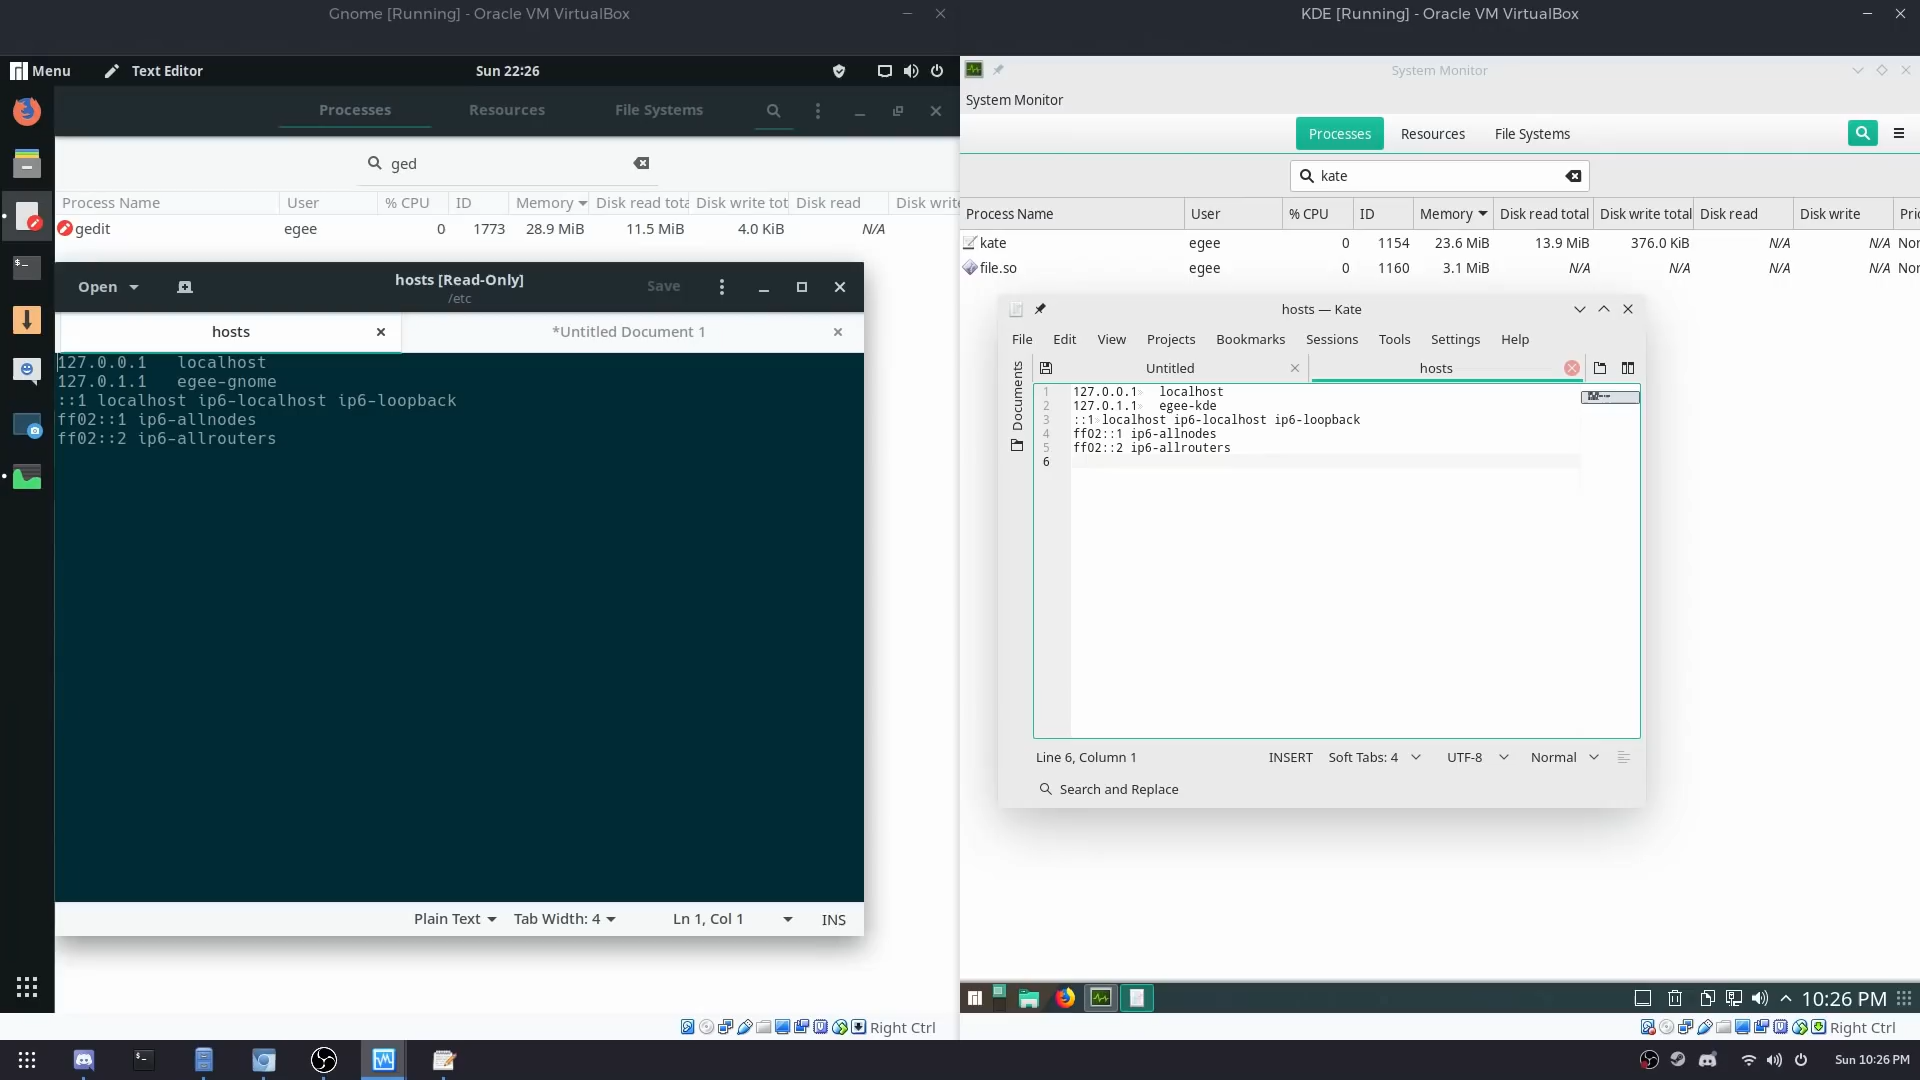 Gnome [Running] - Oracle VM VirtualBox
Menu
Text Editor
Sun 22:26
Processes
Resources
File Systems
ged
Process Name
User
% CPU
ID
Memory
Disk read tota
Disk write tot
Disk read
Disk write
gedit
egee
0
1773
28.9 MiB
11.5 MiB
4.0 KiB
N/A
Open
hosts [Read-Only]
/etc
Save
hosts
*Untitled Document 1
127.0.0.1 localhost
127.0.1.1 egee-gnome
::1 localhost ip6-localhost ip6-loopback
ff02::1 ip6-allnodes
ff02::2 ip6-allrouters
Plain Text
Tab Width: 4
Ln 1, Col 1
INS
Right Ctrl
KDE [Running] - Oracle VM VirtualBox
System Monitor
System Monitor
Processes
Resources
File Systems
kate
Process Name
User
% CPU
ID
Memory
Disk read total
Disk write total
Disk read
Disk write
Pric
kate
egee
0
1154
23.6 MiB
13.9 MiB
376.0 KiB
N/A
N/A
Nor
file.so
egee
0
1160
3.1 MiB
N/A
N/A
N/A
N/A
Nor
hosts — Kate
File
Edit
View
Projects
Bookmarks
Sessions
Tools
Settings
Help
Documents
Untitled
hosts
1 127.0.0.1 localhost
2 127.0.1.1 egee-kde
3 ::1 localhost ip6-localhost ip6-loopback
4 ff02::1 ip6-allnodes
5 ff02::2 ip6-allrouters
6
Line 6, Column 1
INSERT
Soft Tabs: 4
UTF-8
Normal
Search and Replace
10:26 PM
Right Ctrl
Sun 10:26 PM